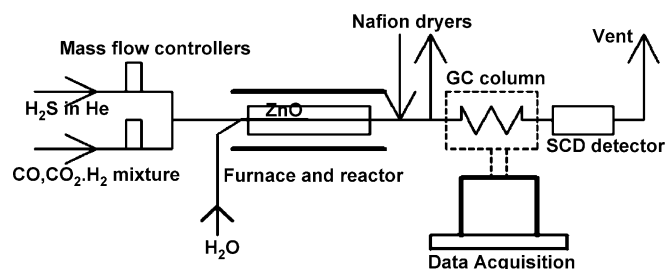 Nafion dryers
Vent
Mass flow controllers
GC column
H₂S in He
ZnO
SCD detector
CO,CO₂.H₂ mixture
Furnace and reactor
H₂O
Data Acquisition